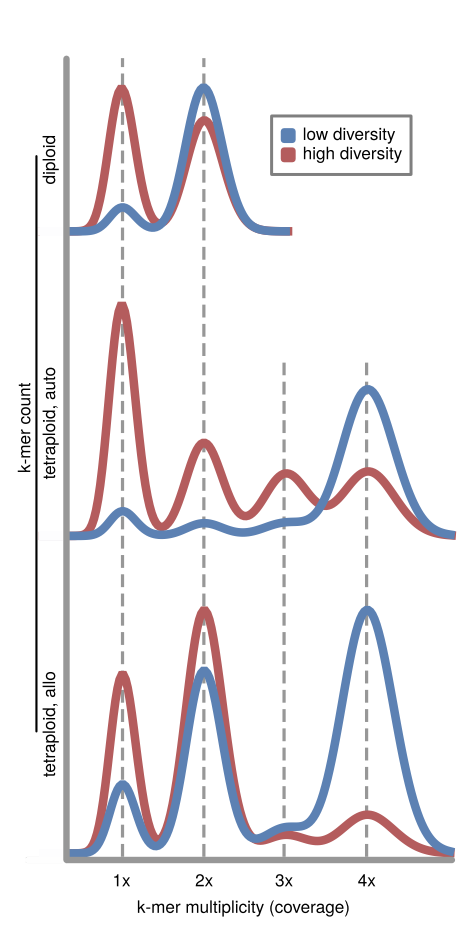 low diversity
high diversity
diploid
tetraploid, auto
tetraploid, allo
k-mer count
1x 2x 3x 4x
k-mer multiplicity (coverage)